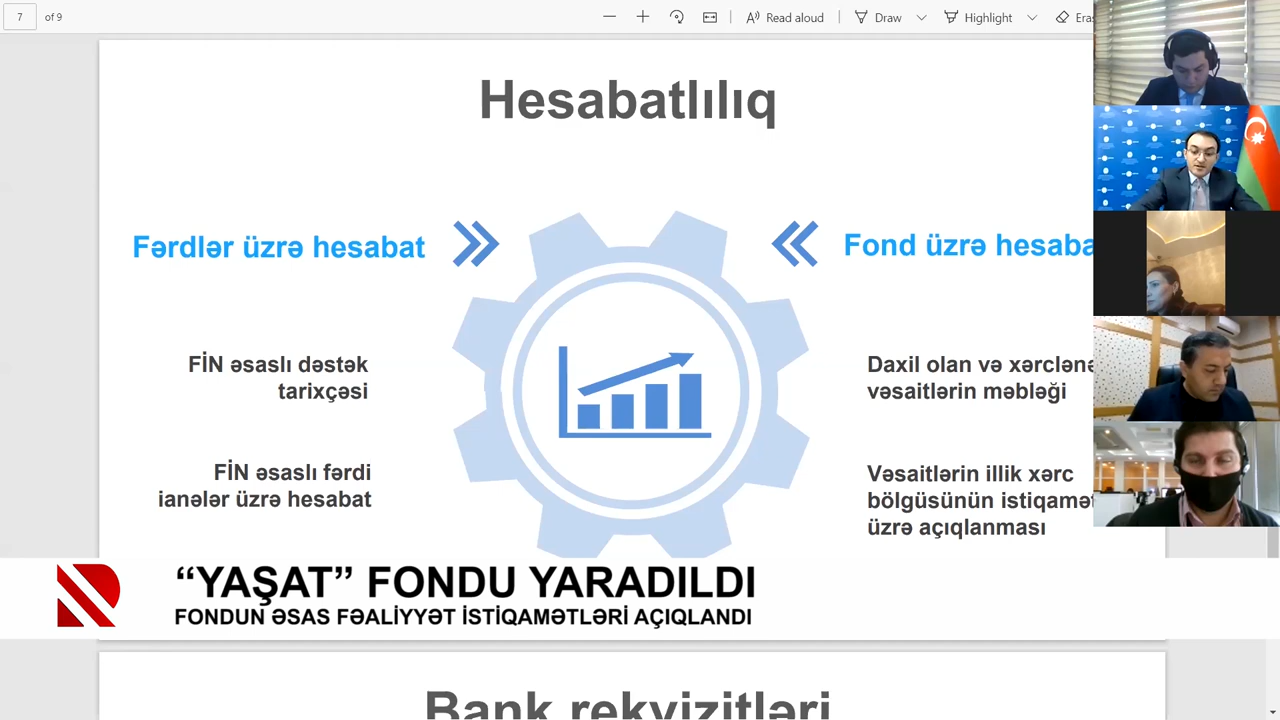 7 of 9
Read aloud
Draw
Highlight
Hesabatlılıq
Fərdlər üzrə hesabat
Fond üzrə
FİN əsaslı dəstək
tarixçəsi
FİN əsaslı fərdi
ianələr üzrə hesabat
Daxil olan və
vəsaitlərin məbləği
Vəsaitlərin illik xərc
bölgüsünün
üzrə açıqlanması
“YAŞAT” FONDU YARADILDI
FONDUN ƏSAS FƏALİYYƏT İSTİQAMƏTLƏRİ AÇIQLANDI
Bank rekvizitləri